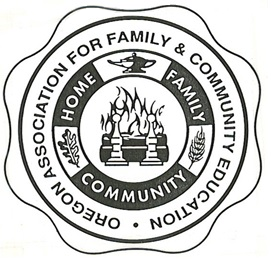 OREGON ASSOCIATION FOR FAMILY & COMMUNITY EDUCATION •
HOME
FAMILY
COMMUNITY